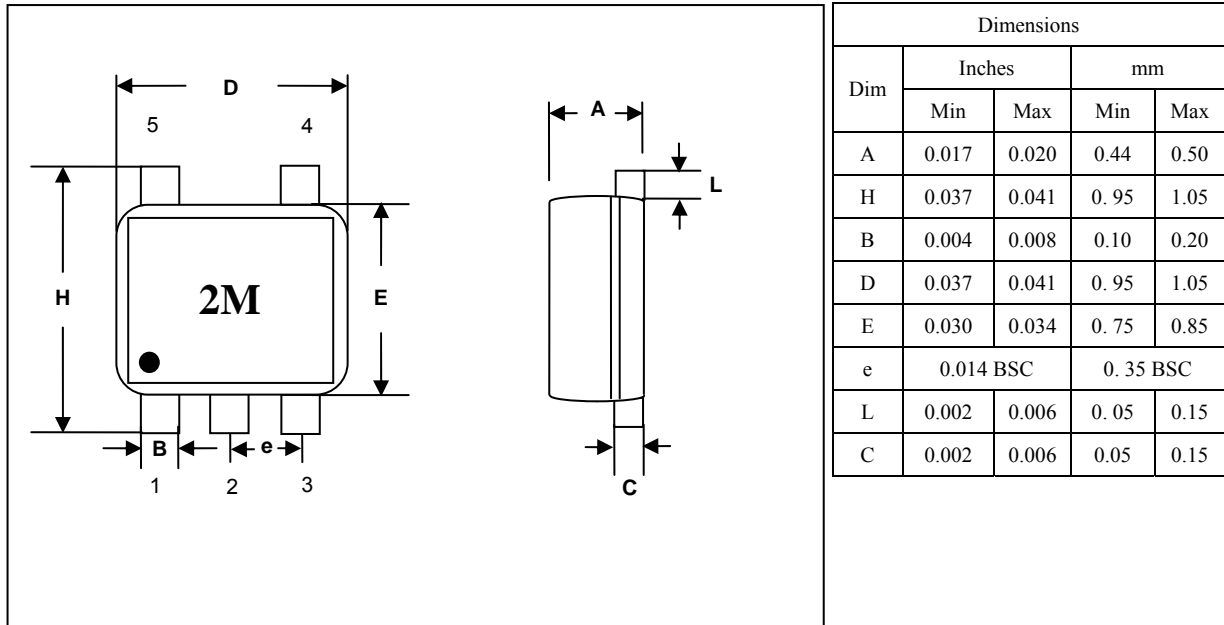 D
5 4
A
L
H
2M
E
B e
1 2 3
C
Dimensions
Dim Inches mm
Min Max Min Max
A 0.017 0.020 0.44 0.50
H 0.037 0.041 0. 95 1.05
B 0.004 0.008 0.10 0.20
D 0.037 0.041 0. 95 1.05
E 0.030 0.034 0. 75 0.85
e 0.014 BSC 0. 35 BSC
L 0.002 0.006 0. 05 0.15
C 0.002 0.006 0.05 0.15